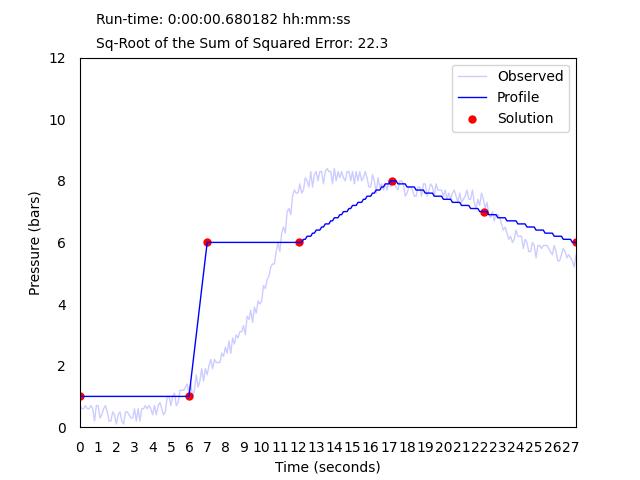 Run-time: 0:00:00.680182 hh:mm:ss
Sq-Root of the Sum of Squared Error: 22.3
Observed
Profile
Solution
12
10
8
6
4
2
0
Pressure (bars)
0 1 2 3 4 5 6 7 8 9 10 11 12 13 14 15 16 17 18 19 20 21 22 23 24 25 26 27
Time (seconds)